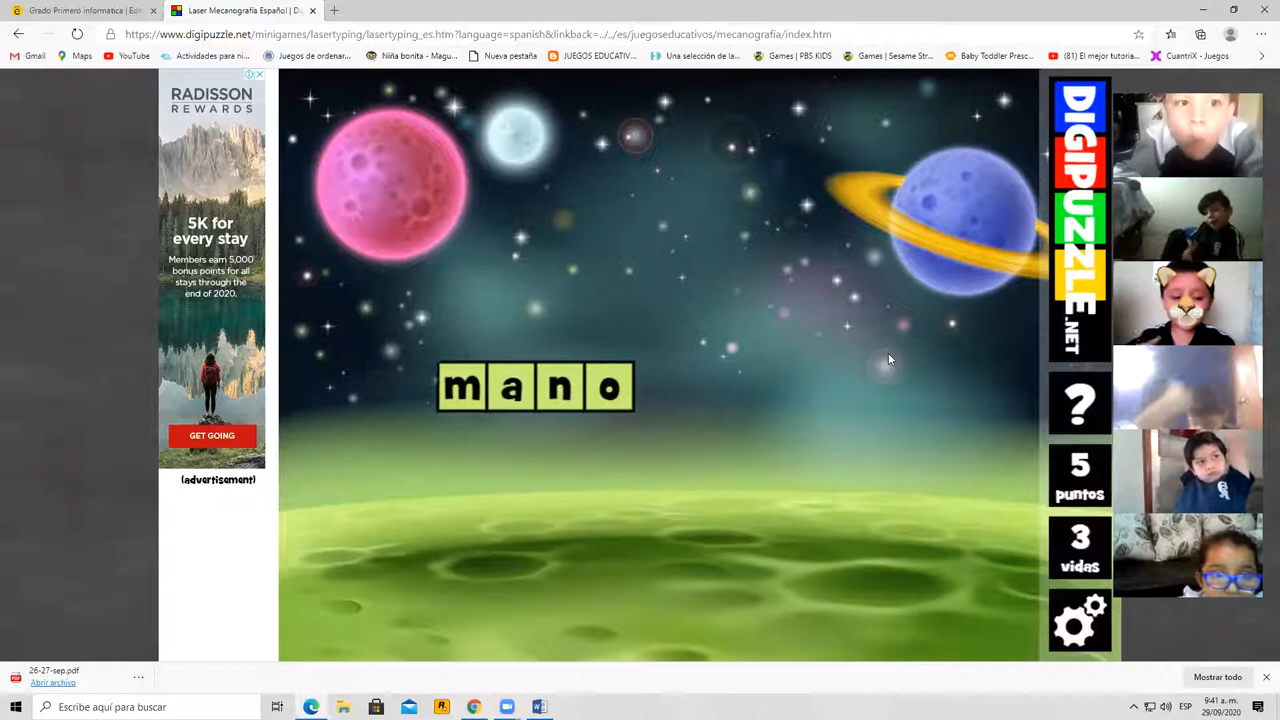 Grado Primero informatica | Edin
Laser Mecanografía Español | Di
https://www.digipuzzle.net/minigames/lasertyping/lasertyping_es.htm?language=spanish&linkback=../../es/juegoseducativos/mecanografia/index.htm
Gmail
Maps
YouTube
Actividades para ni...
Juegos de ordenar...
Niña bonita - Magu...
Nueva pestaña
JUEGOS EDUCATIV...
Una selección de la...
Games | PBS KIDS
Games | Sesame Str...
Baby Toddler Presc...
(81) El mejor tutoria...
CuantriX - Juegos
RADISSON
REWARDS
5K for
every stay
Members earn 5,000
bonus points for all
stays through the
end of 2020.
GET GOING
(advertisement)
mano
DIGIPUZZLE.NET
?
5
puntos
3
vidas
26-27-sep.pdf
Abrir archivo
Mostrar todo
Escribe aquí para buscar
ESP
9:41 a. m.
29/09/2020